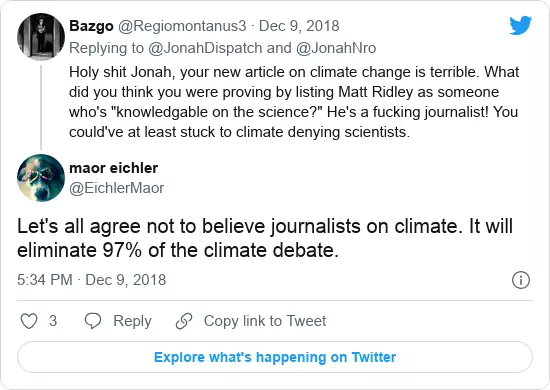 Bazgo @Regiomontanus3 · Dec 9, 2018
Replying to @JonahDispatch and @JonahNro
Holy shit Jonah, your new article on climate change is terrible. What
did you think you were proving by listing Matt Ridley as someone
who's "knowledgable on the science?" He's a fucking journalist! You
could've at least stuck to climate denying scientists.
maor eichler
@EichlerMaor
Let's all agree not to believe journalists on climate. It will
eliminate 97% of the climate debate.
5:34 PM · Dec 9, 2018
3 Reply Copy link to Tweet
Explore what's happening on Twitter